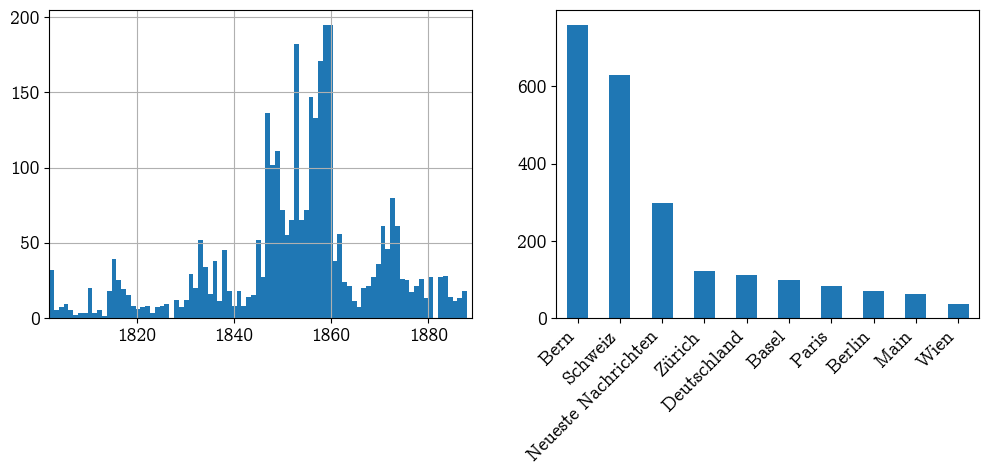 200
150
100
50
0
1820 1840 1860 1880
600
400
200
0
Bern
Schweiz
Neueste Nachrichten
Zürich
Deutschland
Basel
Paris
Berlin
Main
Wien